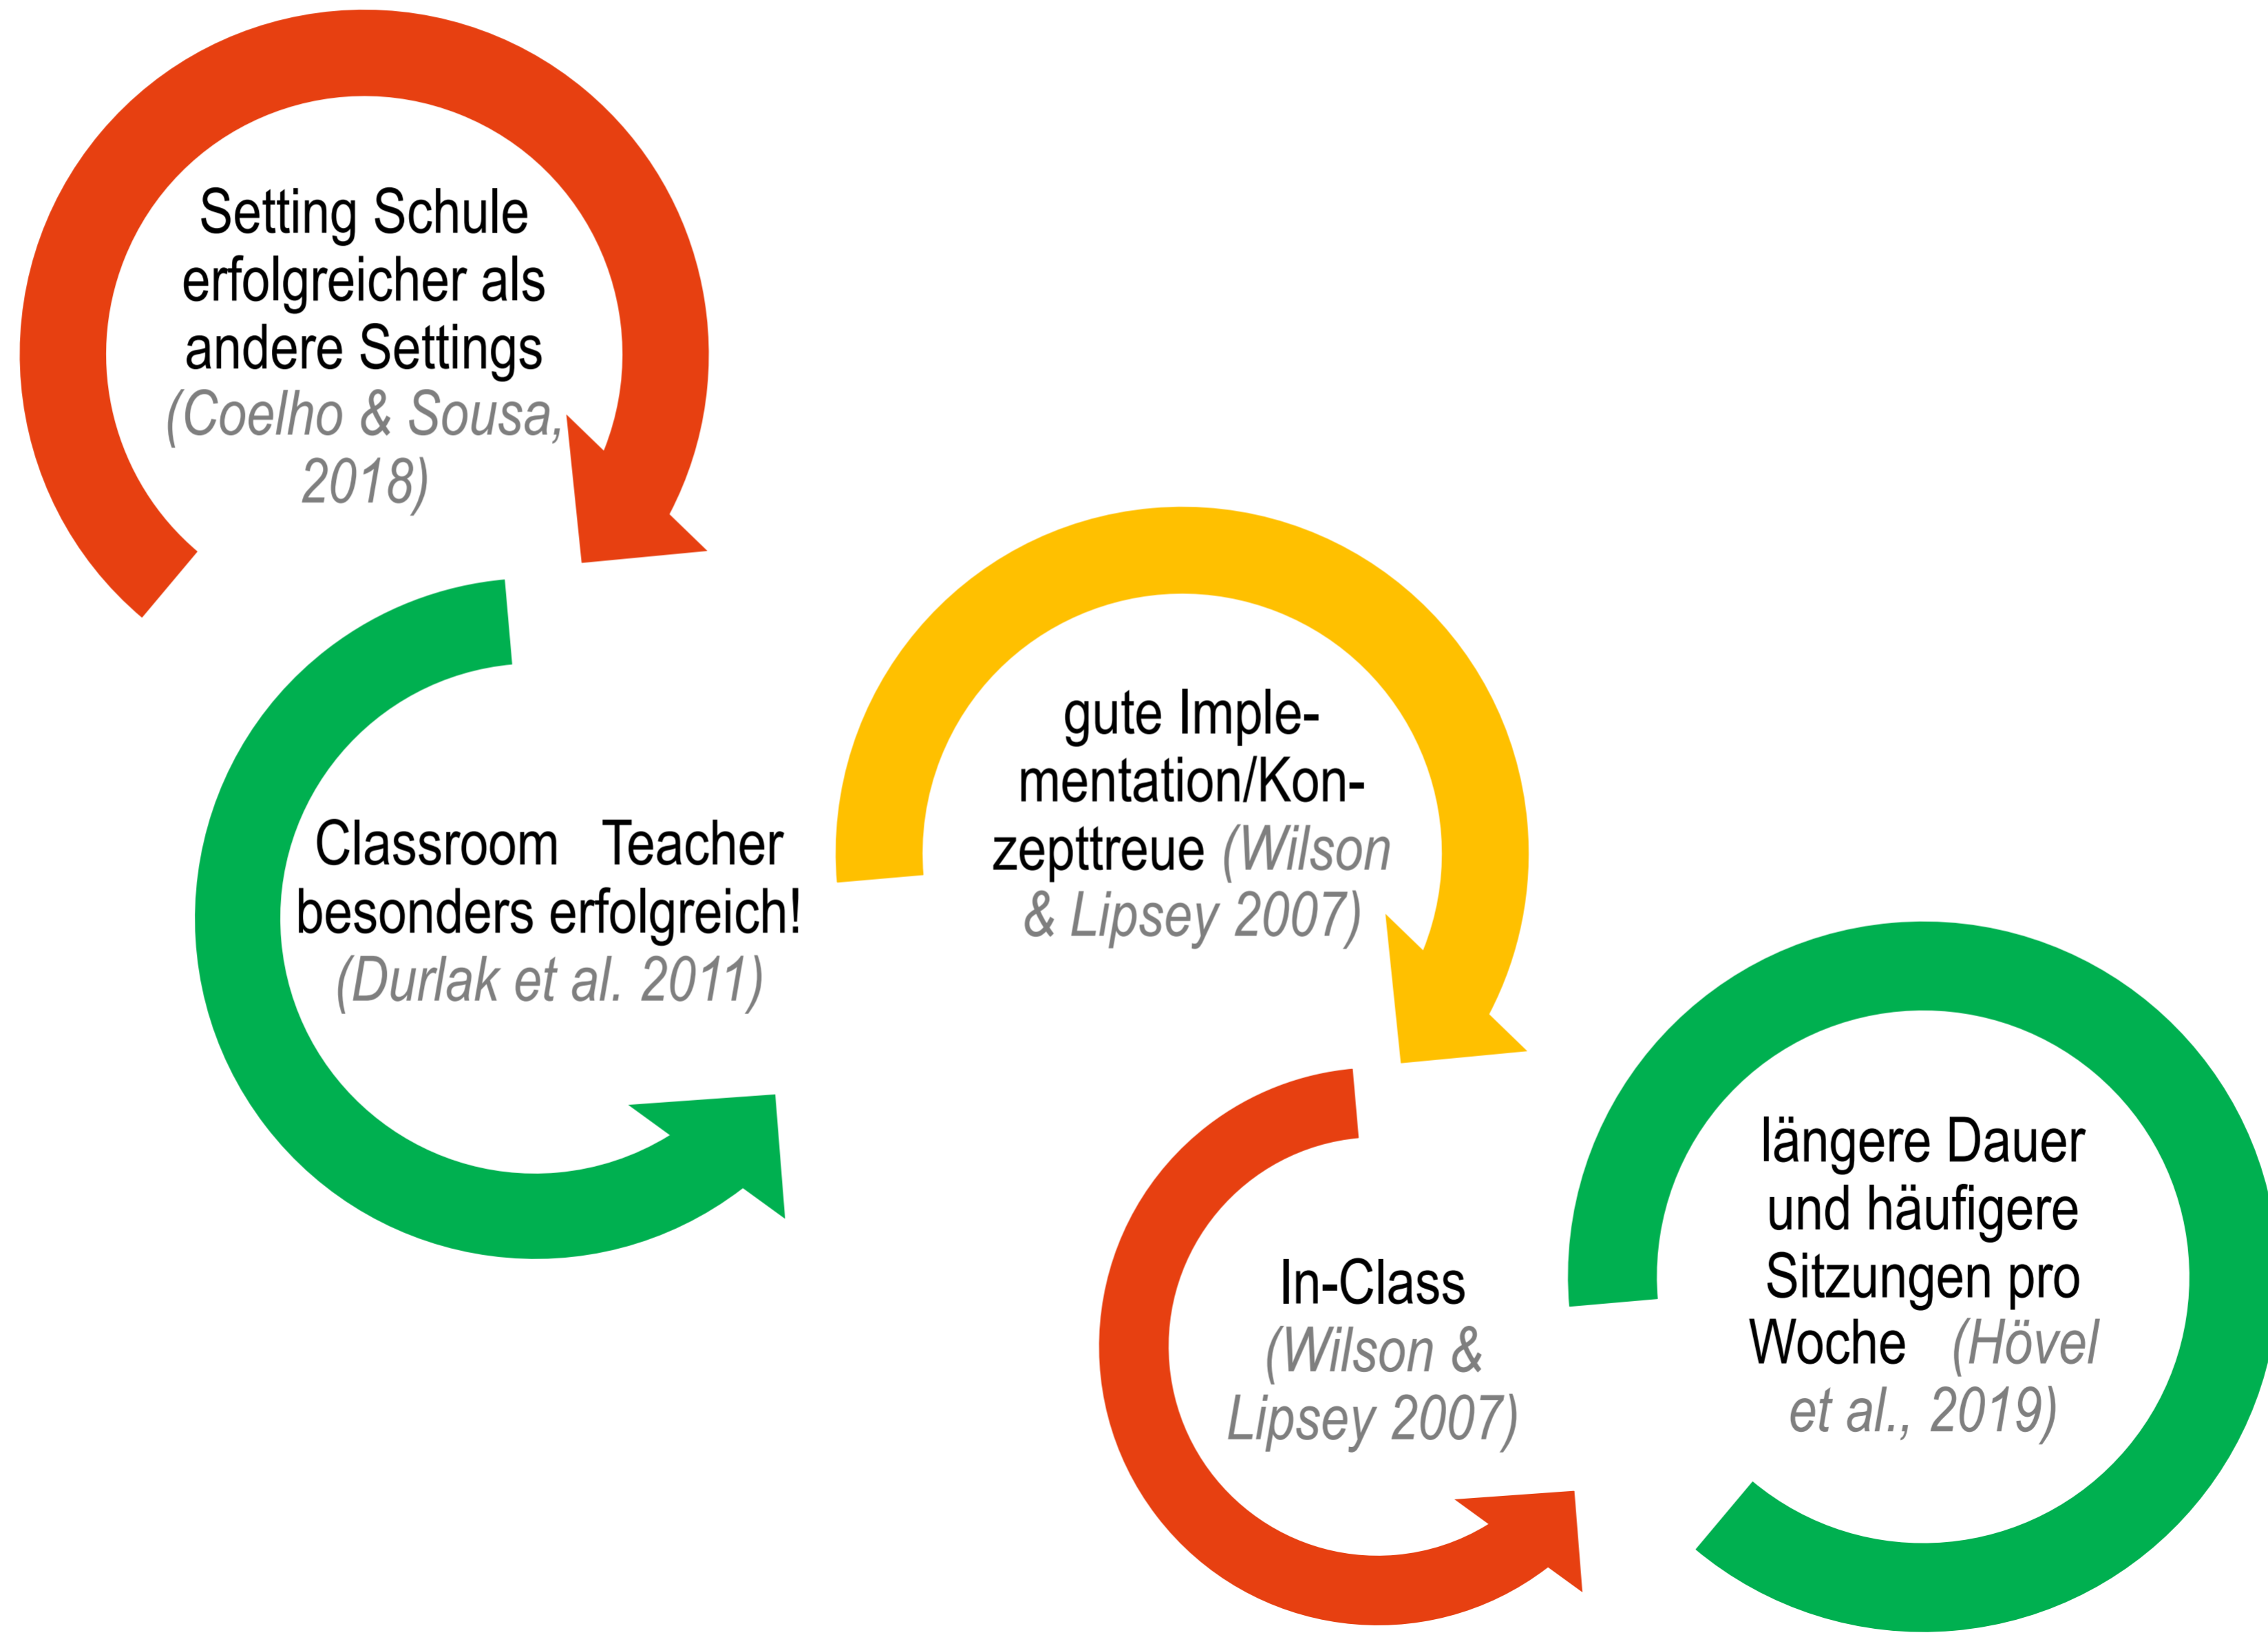 Setting Schule
erfolgreicher als
andere Settings
(Coelho & Sousa,
2018)
Classroom Teacher
besonders erfolgreich!
(Durlak et al. 2011)
gute Imple-
mentation/Kon-
zepttreue (Wilson
& Lipsey 2007)
In-Class
(Wilson &
Lipsey 2007)
längere Dauer
und häufigere
Sitzungen pro
Woche (Hövel
et al., 2019)